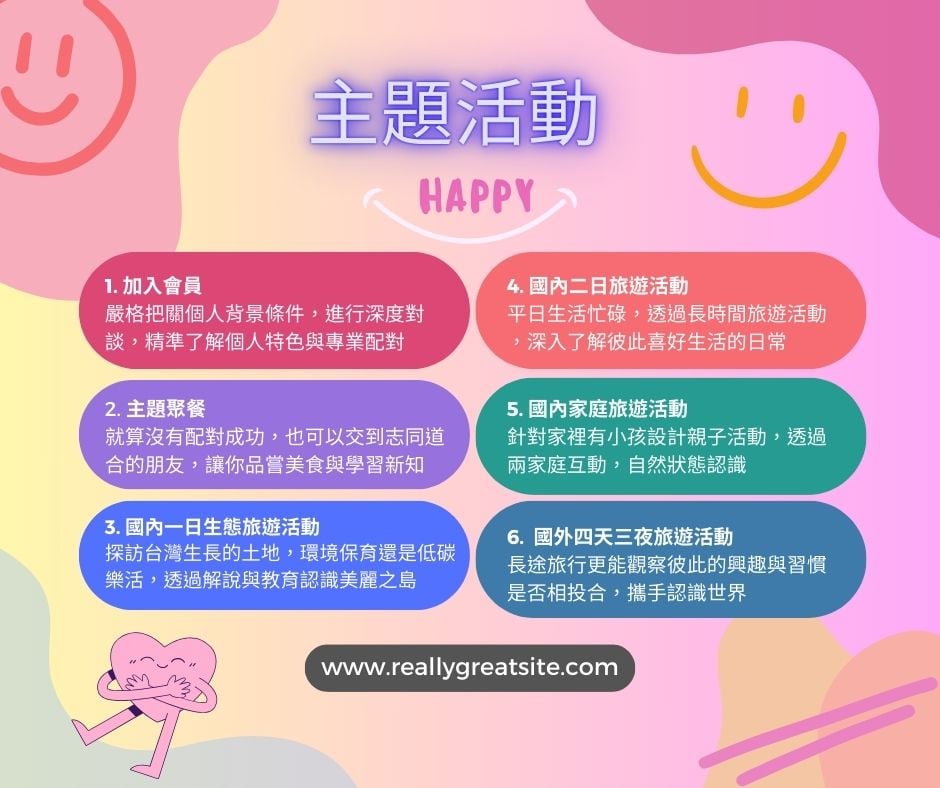 主題活動
HAPPY
1. 加入會員
嚴格把關個人背景條件，進行深度對
談，精準了解個人特色與專業配對
2. 主題聚餐
就算沒有配對成功，也可以交到志同道
合的朋友，讓你品嘗美食與學習新知
3. 國內一日生態旅遊活動
探訪台灣生長的土地，環境保育還是低碳
樂活，透過解說與教育認識美麗之島
4. 國內二日旅遊活動
平日生活忙碌，透過長時間旅遊活動
，深入了解彼此喜好生活的日常
5. 國內家庭旅遊活動
針對家裡有小孩設計親子活動，透過
兩家庭互動，自然狀態認識
6. 國外四天三夜旅遊活動
長途旅行更能觀察彼此的興趣與習慣
是否相投合，攜手認識世界
www.reallygreatsite.com